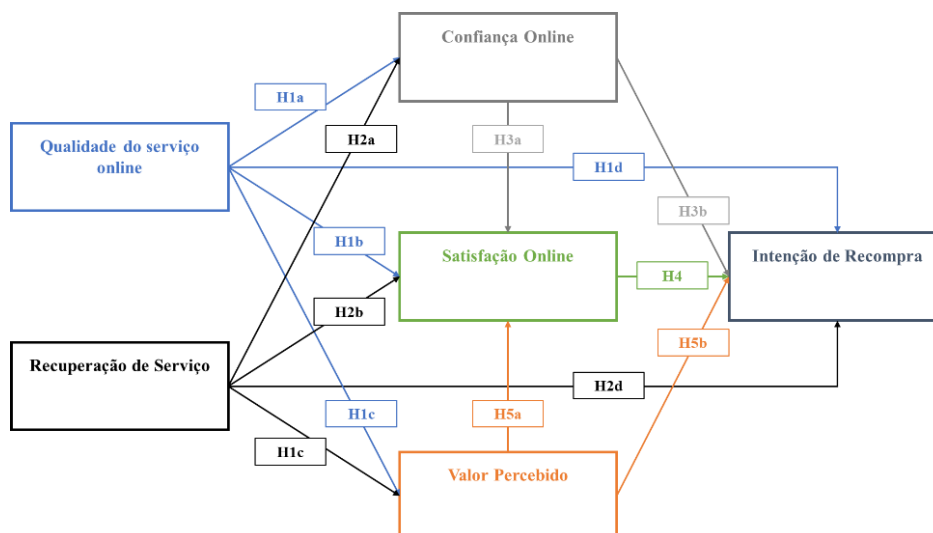 Confiança Online
H1a
H2a
H3a
Qualidade do serviço
online
H1d
H3b
H1b
Satisfação Online
H4
Intenção de Recompra
H2b
Recuperação de Serviço
H5b
H2d
H1c
H5a
H1c
Valor Percebido